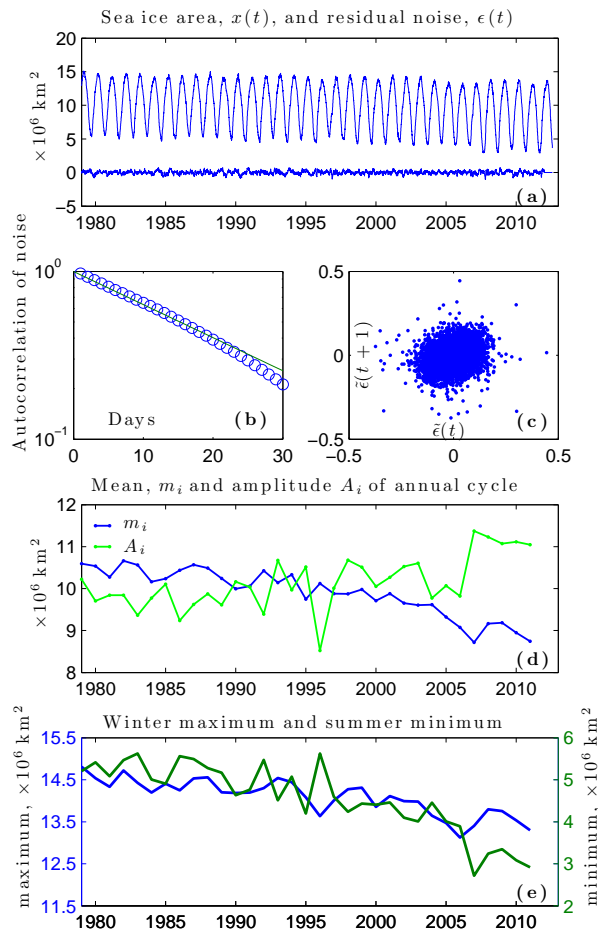 Sea ice area, x(t), and residual noise, ϵ(t)
×10⁶ km²
20
15
10
5
0
−5
(a)
1980 1985 1990 1995 2000 2005 2010
Autocorrelation of noise
10⁰
10⁻¹
Days
(b)
0 10 20 30
0.5
0
−0.5
ϵ̃(t + 1)
ϵ̃(t)
(c)
−0.5 0 0.5
Mean, mᵢ and amplitude Aᵢ of annual cycle
×10⁶ km²
12
11
10
9
8
mᵢ
Aᵢ
(d)
1980 1985 1990 1995 2000 2005 2010
Winter maximum and summer minimum
maximum, ×10⁶ km²
15.5
14.5
13.5
12.5
11.5
minimum, ×10⁶ km²
6
5
4
3
2
(e)
1980 1985 1990 1995 2000 2005 2010